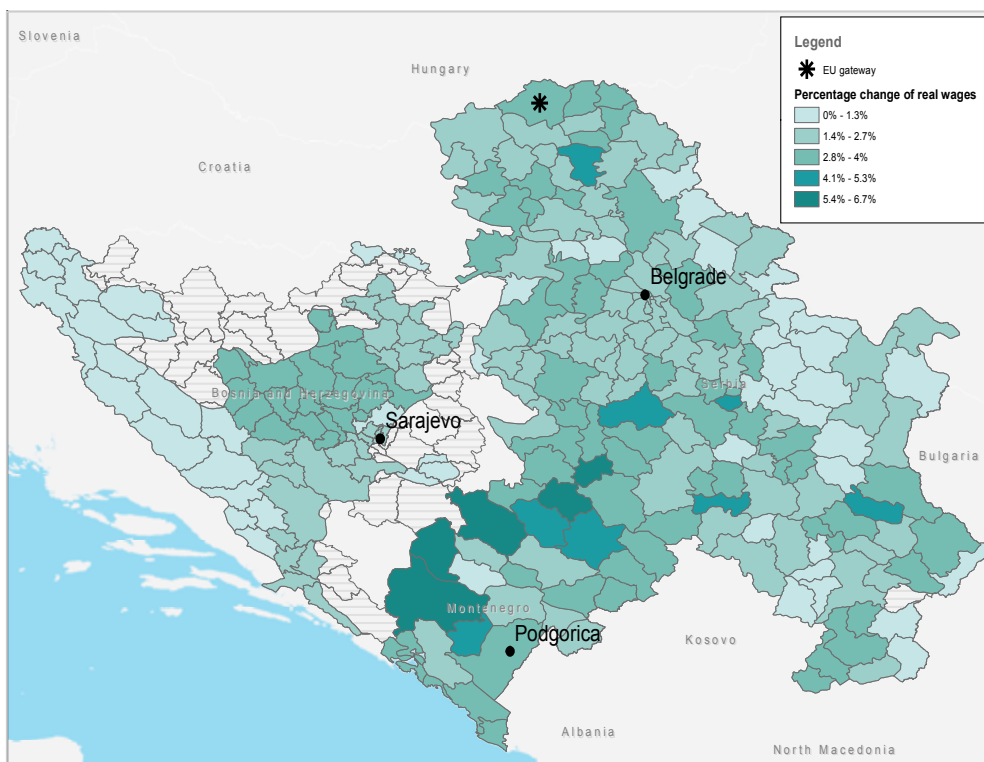 Slovenia
Hungary
Croatia
Legend
EU gateway
Percentage change of real wages
0% - 1.3%
1.4% - 2.7%
2.8% - 4%
4.1% - 5.3%
5.4% - 6.7%
Belgrade
Bosnia and Herzegovina
Serbia
Sarajevo
Bulgaria
Montenegro
Podgorica
Kosovo
Albania
North Macedonia